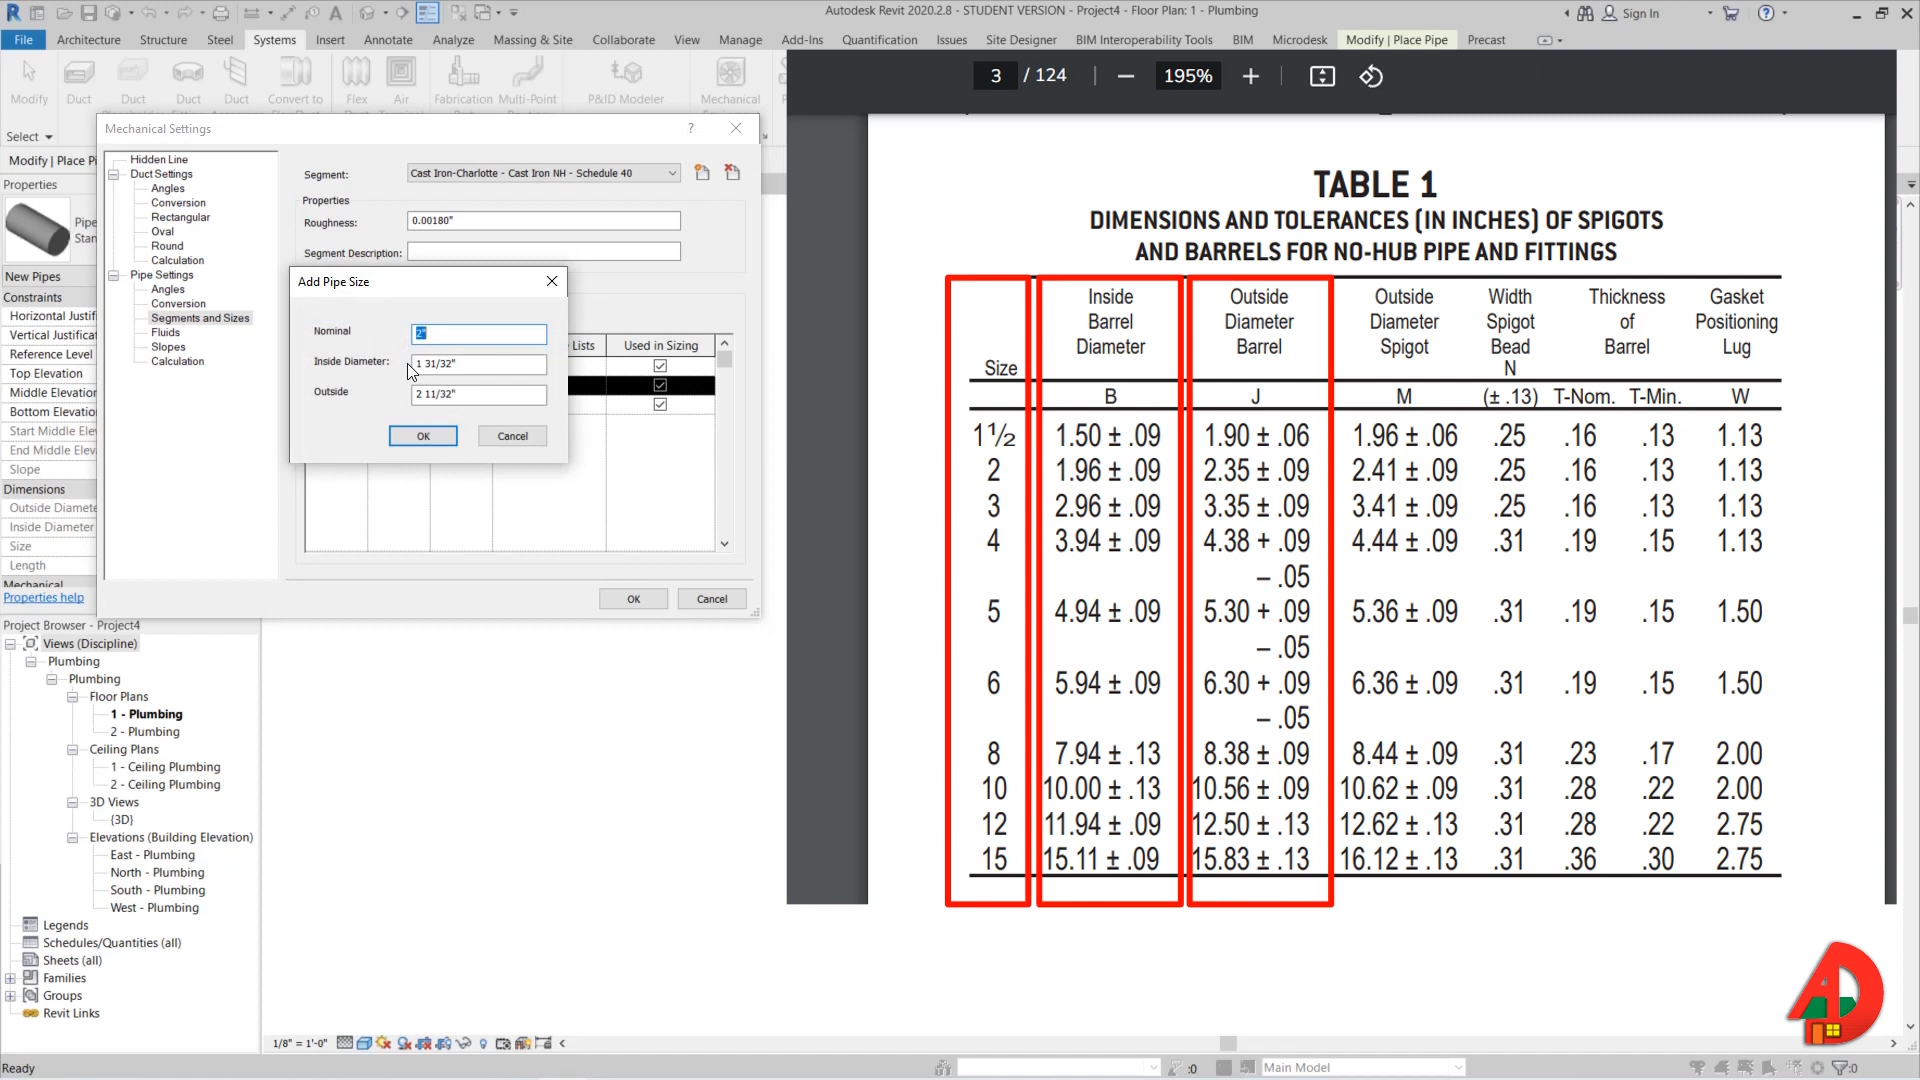 Autodesk Revit 2020.2.8 - STUDENT VERSION - Project4 - Floor Plan: 1 - Plumbing
Sign In
File Architecture Structure Steel Systems Insert Annotate Analyze Massing & Site Collaborate View Manage Add-Ins Quantification Issues Site Designer BIM Interoperability Tools BIM Microdesk Modify | Place Pipe Precast
Modify Duct Duct Duct Duct Convert to Flex Air Fabrication Multi-Point P&ID Modeler Mechanical
Select
3 / 124 195%
Modify | Place Pi
Properties
Pipe
Stan
New Pipes
Constraints
Horizontal Justifi
Vertical Justificat
Reference Level
Top Elevation
Middle Elevation
Bottom Elevation
Start Middle Elev
End Middle Eleva
Slope
Dimensions
Outside Diamete
Inside Diameter
Size
Length
Mechanical
Properties help
Mechanical Settings
?
Hidden Line
Duct Settings
Angles
Conversion
Rectangular
Oval
Round
Calculation
Pipe Settings
Angles
Conversion
Segments and Sizes
Fluids
Slopes
Calculation
Segment: Cast Iron-Charlotte - Cast Iron NH - Schedule 40
Properties
Roughness: 0.00180"
Segment Description:
Lists Used in Sizing
Add Pipe Size
Nominal 2"
Inside Diameter: 1 31/32"
Outside 2 11/32"
OK Cancel
OK Cancel
Project Browser - Project4
Views (Discipline)
Plumbing
Plumbing
Floor Plans
1 - Plumbing
2 - Plumbing
Ceiling Plans
1 - Ceiling Plumbing
2 - Ceiling Plumbing
3D Views
{3D}
Elevations (Building Elevation)
East - Plumbing
North - Plumbing
South - Plumbing
West - Plumbing
Legends
Schedules/Quantities (all)
Sheets (all)
Families
Groups
Revit Links
TABLE 1
DIMENSIONS AND TOLERANCES (IN INCHES) OF SPIGOTS
AND BARRELS FOR NO-HUB PIPE AND FITTINGS
Inside Outside Outside Width Thickness Gasket
Barrel Diameter Diameter Spigot of Positioning
Diameter Barrel Spigot Bead Barrel Lug
Size N
B J M (± .13) T-Nom. T-Min. W
1½ 1.50 ± .09 1.90 ± .06 1.96 ± .06 .25 .16 .13 1.13
2 1.96 ± .09 2.35 ± .09 2.41 ± .09 .25 .16 .13 1.13
3 2.96 ± .09 3.35 ± .09 3.41 ± .09 .25 .16 .13 1.13
4 3.94 ± .09 4.38 + .09 4.44 ± .09 .31 .19 .15 1.13
– .05
5 4.94 ± .09 5.30 + .09 5.36 ± .09 .31 .19 .15 1.50
– .05
6 5.94 ± .09 6.30 + .09 6.36 ± .09 .31 .19 .15 1.50
– .05
8 7.94 ± .13 8.38 ± .09 8.44 ± .09 .31 .23 .17 2.00
10 10.00 ± .13 10.56 ± .09 10.62 ± .09 .31 .28 .22 2.00
12 11.94 ± .09 12.50 ± .13 12.62 ± .13 .31 .28 .22 2.75
15 15.11 ± .09 15.83 ± .13 16.12 ± .13 .31 .36 .30 2.75
1/8" = 1'-0"
Ready
:0
Main Model
:0